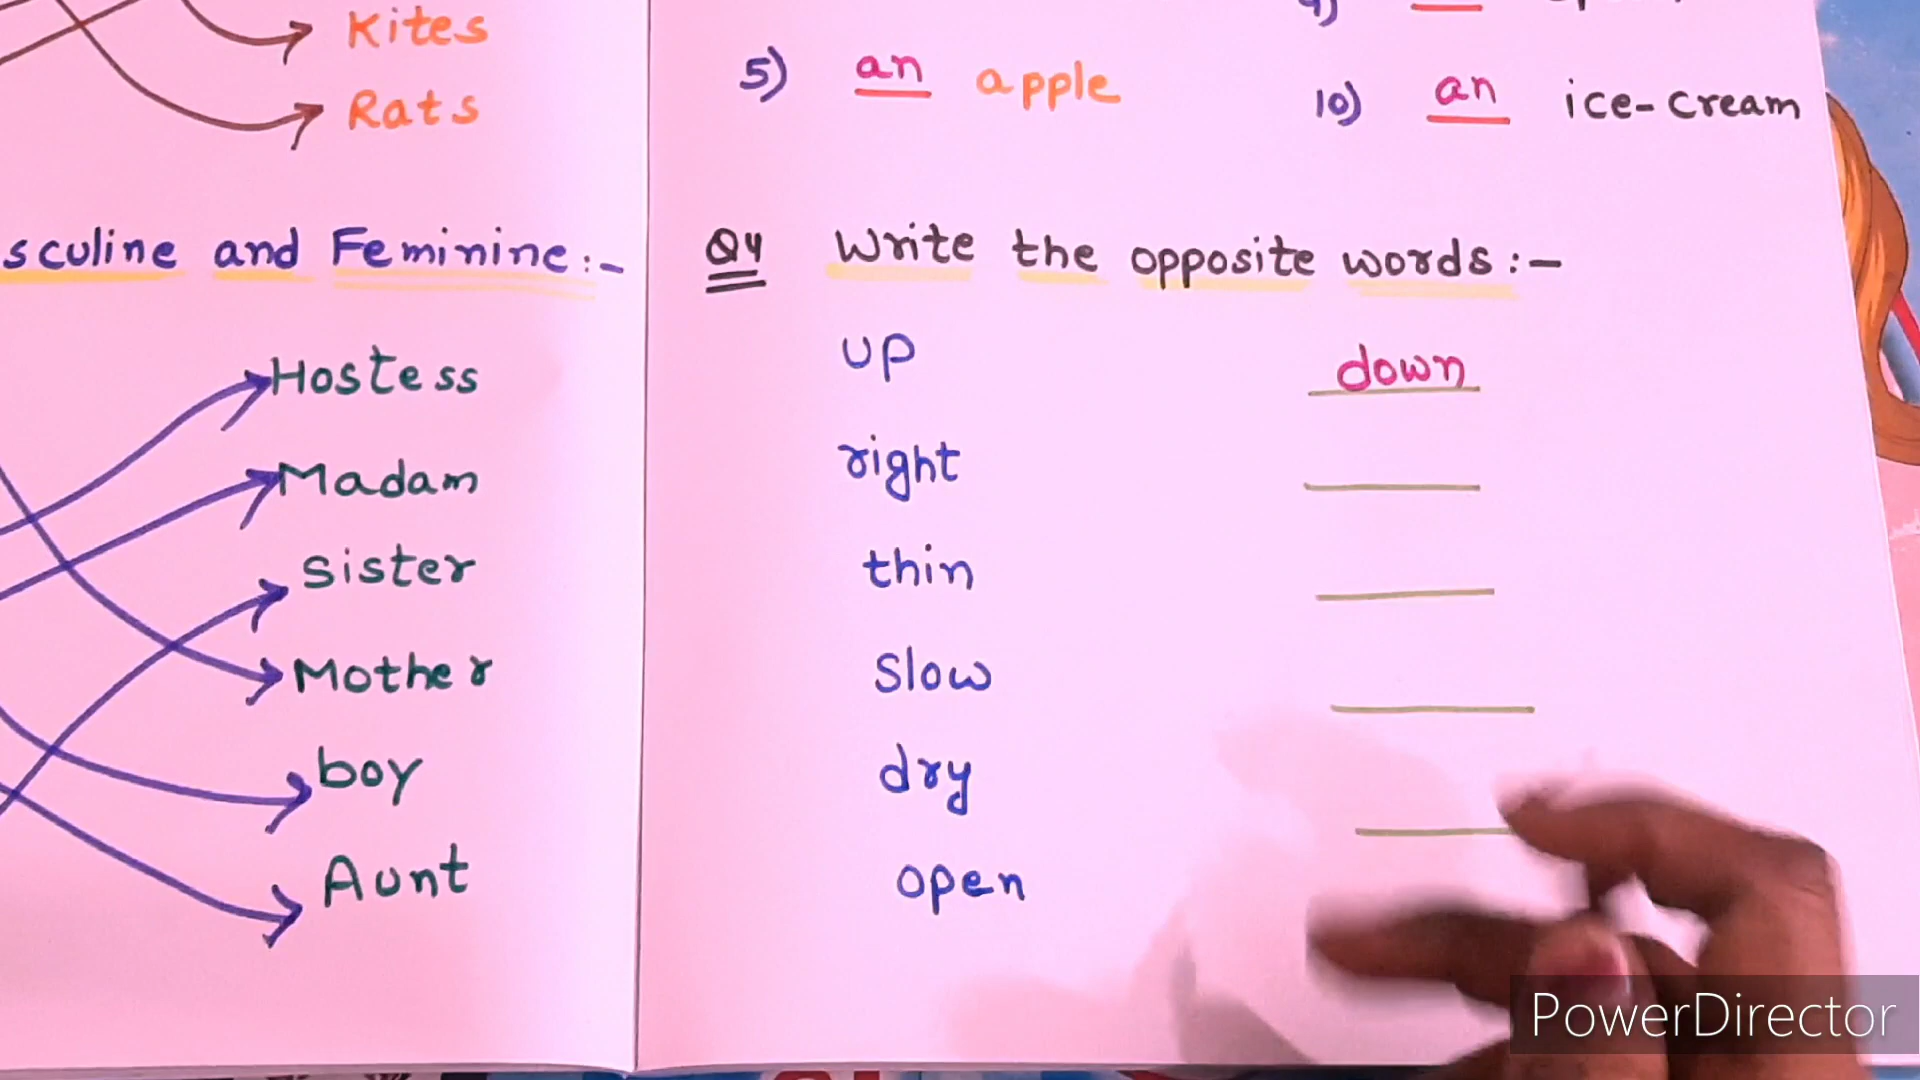 Kites
Rats
sculine and Feminine:-
Hostess
Madam
Sister
Mother
boy
Aunt
5) an apple
10) an ice-cream
Q4 Write the opposite words:-
up down
right
thin
slow
dry
open
PowerDirector